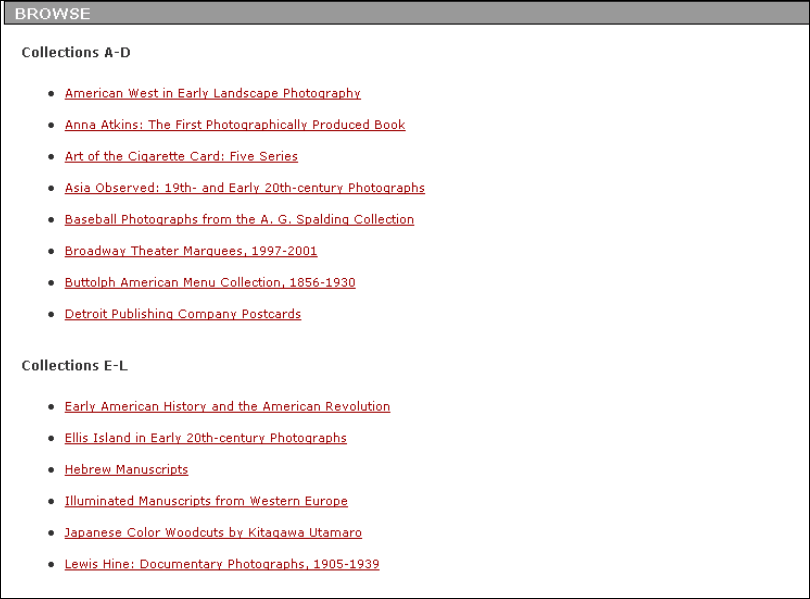 BROWSE
Collections A-D
American West in Early Landscape Photography
Anna Atkins: The First Photographically Produced Book
Art of the Cigarette Card: Five Series
Asia Observed: 19th- and Early 20th-century Photographs
Baseball Photographs from the A. G. Spalding Collection
Broadway Theater Marquees, 1997-2001
Buttolph American Menu Collection, 1856-1930
Detroit Publishing Company Postcards
Collections E-L
Early American History and the American Revolution
Ellis Island in Early 20th-century Photographs
Hebrew Manuscripts
Illuminated Manuscripts from Western Europe
Japanese Color Woodcuts by Kitagawa Utamaro
Lewis Hine: Documentary Photographs, 1905-1939